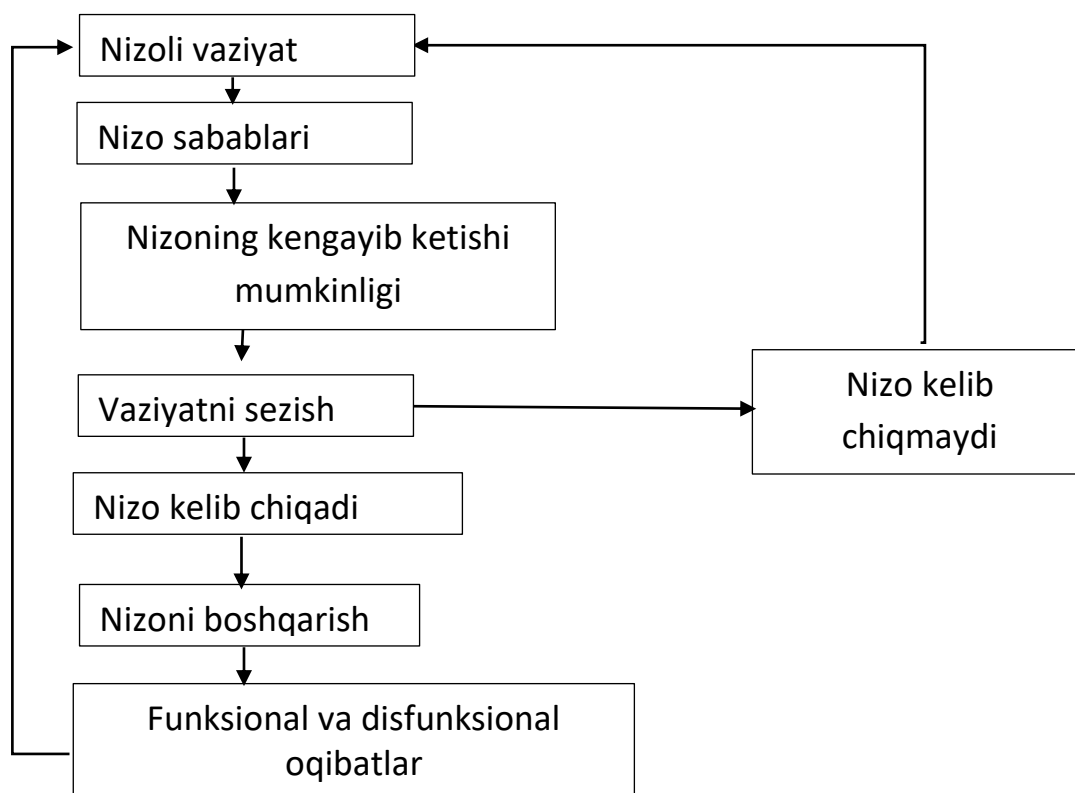 Nizoli vaziyat
Nizo sabablari
Nizoning kengayib ketishi
mumkinligi
Vaziyatni sezish
Nizo kelib
chiqmaydi
Nizo kelib chiqadi
Nizoni boshqarish
Funksional va disfunksional
oqibatlar